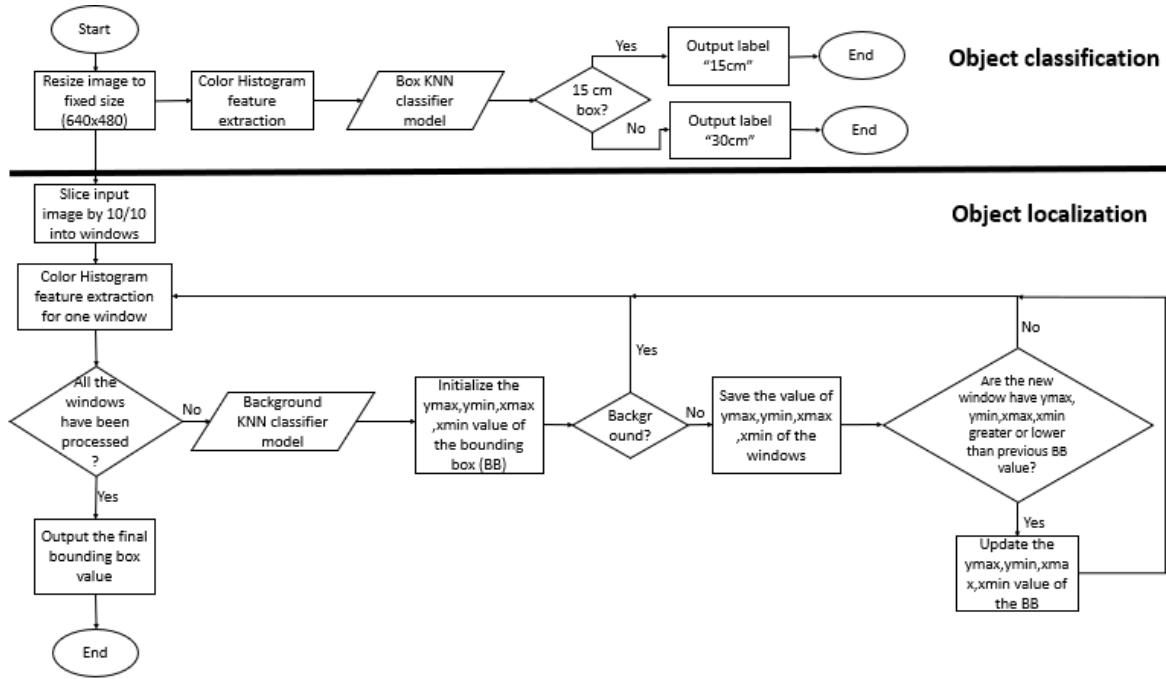 Start
Resize image to
fixed size
(640x480)
Color Histogram
feature
extraction
Box KNN
classifier
model
15 cm
box?
Yes
Output label
“15cm”
End
No
Output label
“30cm”
End
Object classification
Slice input
image by 10/10
into windows
Object localization
Color Histogram
feature extraction
for one window
All the
windows
have been
processed
?
No
Background
KNN classifier
model
Initialize the
ymax,ymin,xmax
,xmin value of
the bounding
box (BB)
Yes
Backgr
ound?
No
Save the value of
ymax,ymin,xmax
,xmin of the
windows
No
Are the new
window have ymax,
ymin,xmax,xmin
greater or lower
than previous BB
value?
Yes
Update the
ymax,ymin,xma
x,xmin value of
the BB
Yes
Output the final
bounding box
value
End